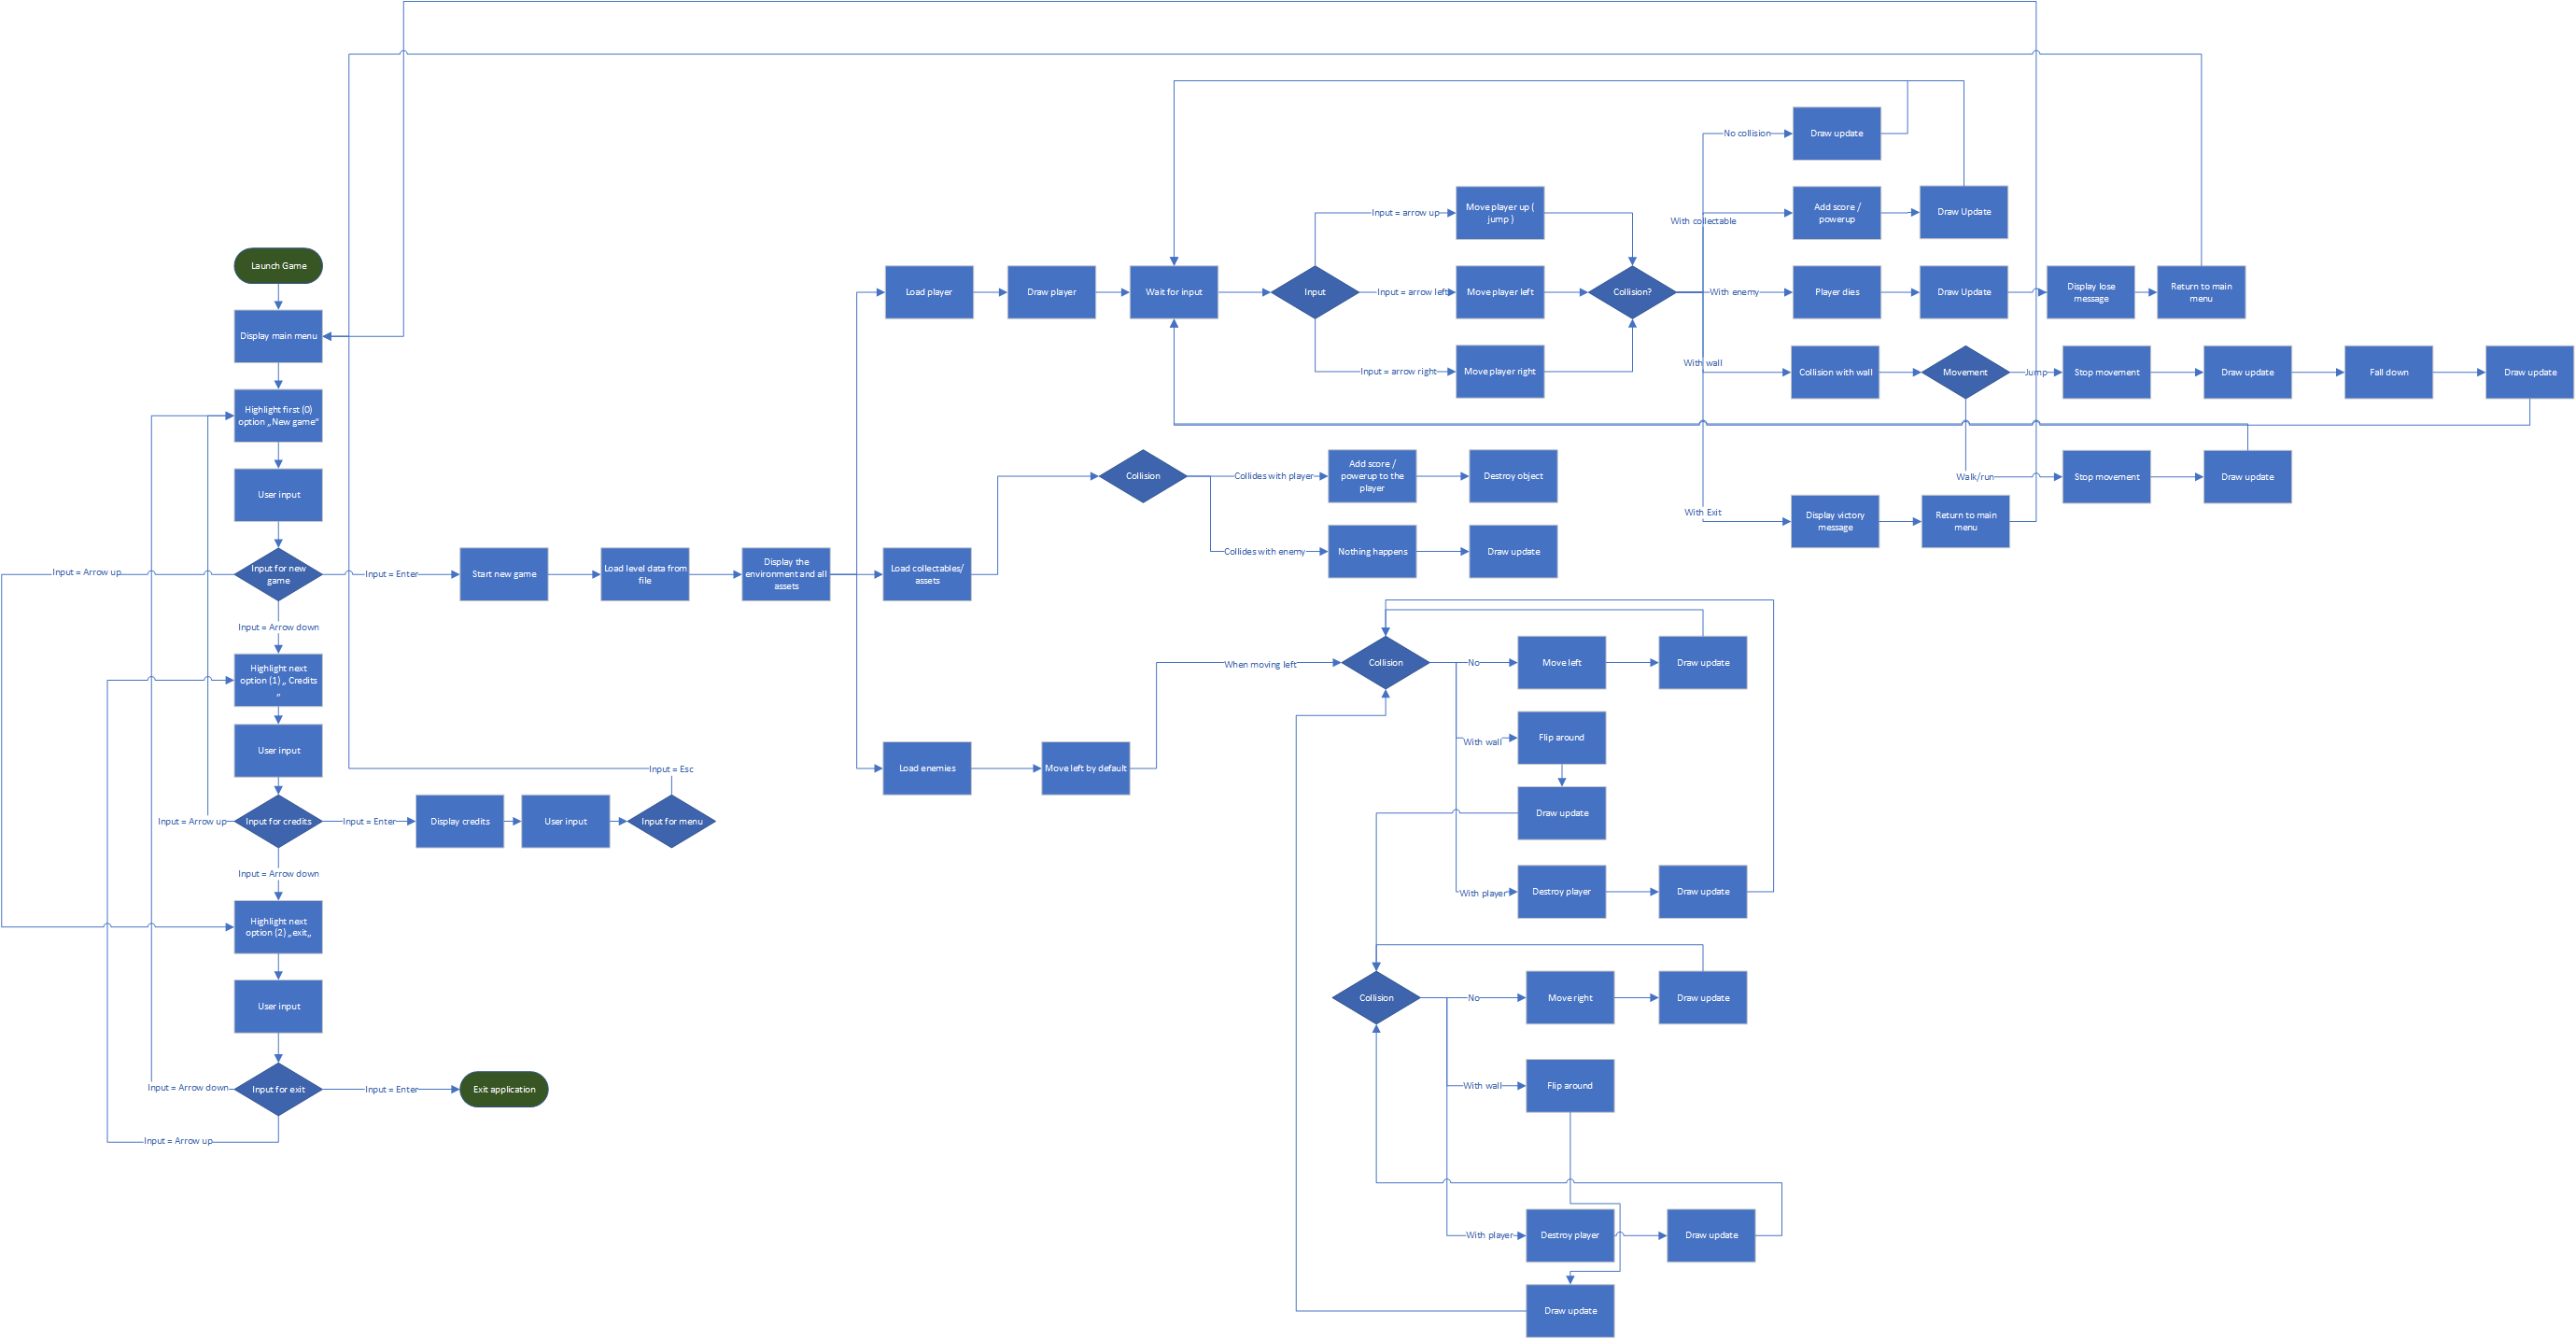 Launch Game
Display main menu
Highlight first (0)
option „New game“
User input
Input for new
game
Input = Arrow up
Input = Enter
Input = Arrow down
Highlight next
option (1) „ Credits
„
User input
Input for credits
Input = Arrow up
Input = Enter
Display credits
User input
Input for menu
Input = Esc
Input = Arrow down
Highlight next
option (2) „exit„
User input
Input for exit
Input = Arrow down
Input = Enter
Exit application
Input = Arrow up
Start new game
Load level data from
file
Display the
environment and all
assets
Load player
Draw player
Wait for input
Input
Input = arrow up
Input = arrow left
Input = arrow right
Move player up (
jump )
Move player left
Move player right
Collision?
No collision
Draw update
With collectable
Add score /
powerup
Draw Update
With enemy
Player dies
Draw Update
Display lose
message
Return to main
menu
With wall
Collision with wall
Movement
Jump
Stop movement
Draw update
Fall down
Draw update
Walk/run
Stop movement
Draw update
With Exit
Display victory
message
Return to main
menu
Load collectables/
assets
Collision
Collides with player
Add score /
powerup to the
player
Destroy object
Collides with enemy
Nothing happens
Draw update
Load enemies
Move left by default
When moving left
Collision
No
Move left
Draw update
With wall
Flip around
Draw update
With player
Destroy player
Draw update
Collision
No
Move right
Draw update
With wall
Flip around
With player
Destroy player
Draw update
Draw update